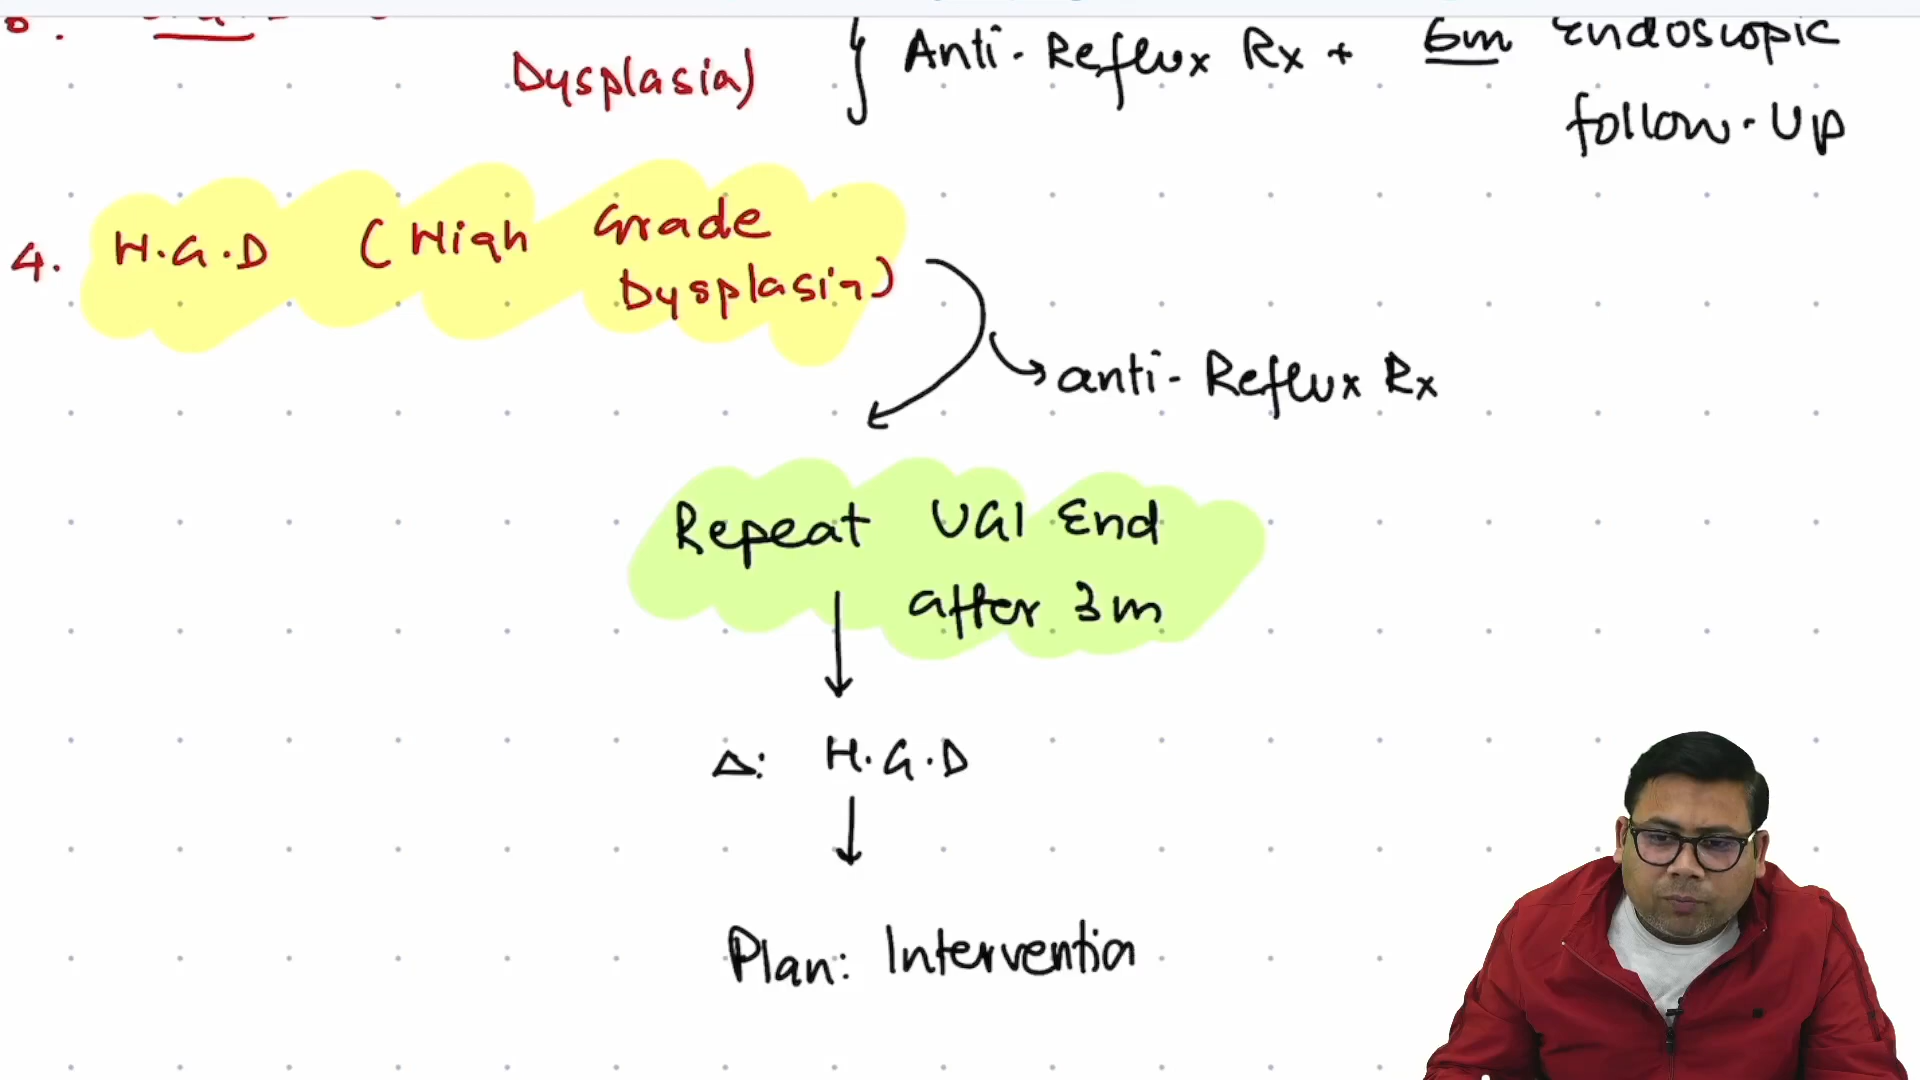 Dysplasia) Anti-Reflux Rx + 6m Endoscopic
follow-Up
4. H.G.D (High Grade
Dysplasia)
anti-Reflux Rx
Repeat UGI End
after 3m
Δ: H.G.D
Plan: Intervention